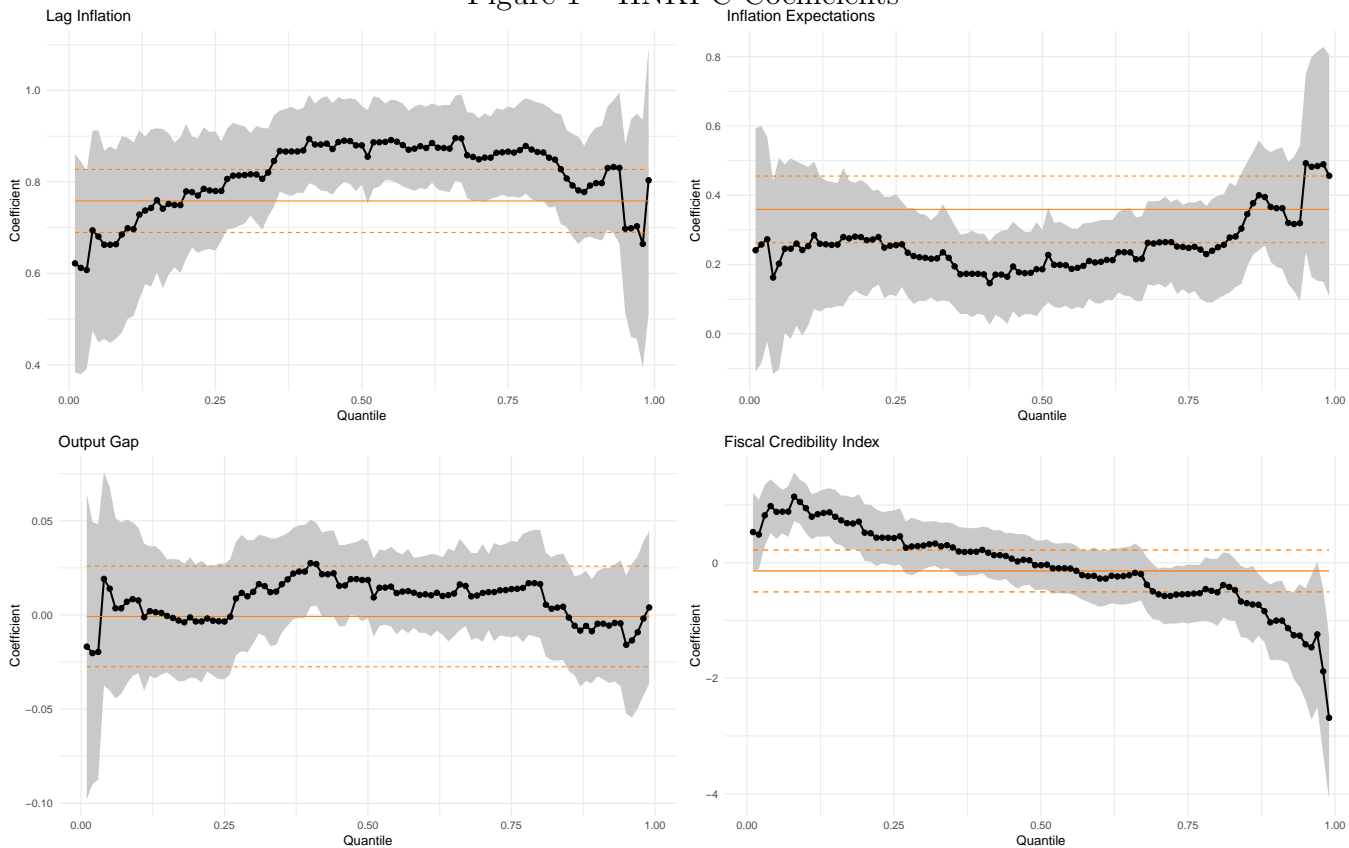 Figure 1 – HNKPC Coefficients
Lag Inflation
Coefficient
1.0
0.8
0.6
0.4
0.00 0.25 0.50 0.75 1.00
Quantile
Inflation Expectations
Coefficient
0.8
0.6
0.4
0.2
0.0
0.00 0.25 0.50 0.75 1.00
Quantile
Output Gap
Coefficient
0.05
0.00
−0.05
−0.10
0.00 0.25 0.50 0.75 1.00
Quantile
Fiscal Credibility Index
Coefficient
0
−2
−4
0.00 0.25 0.50 0.75 1.00
Quantile